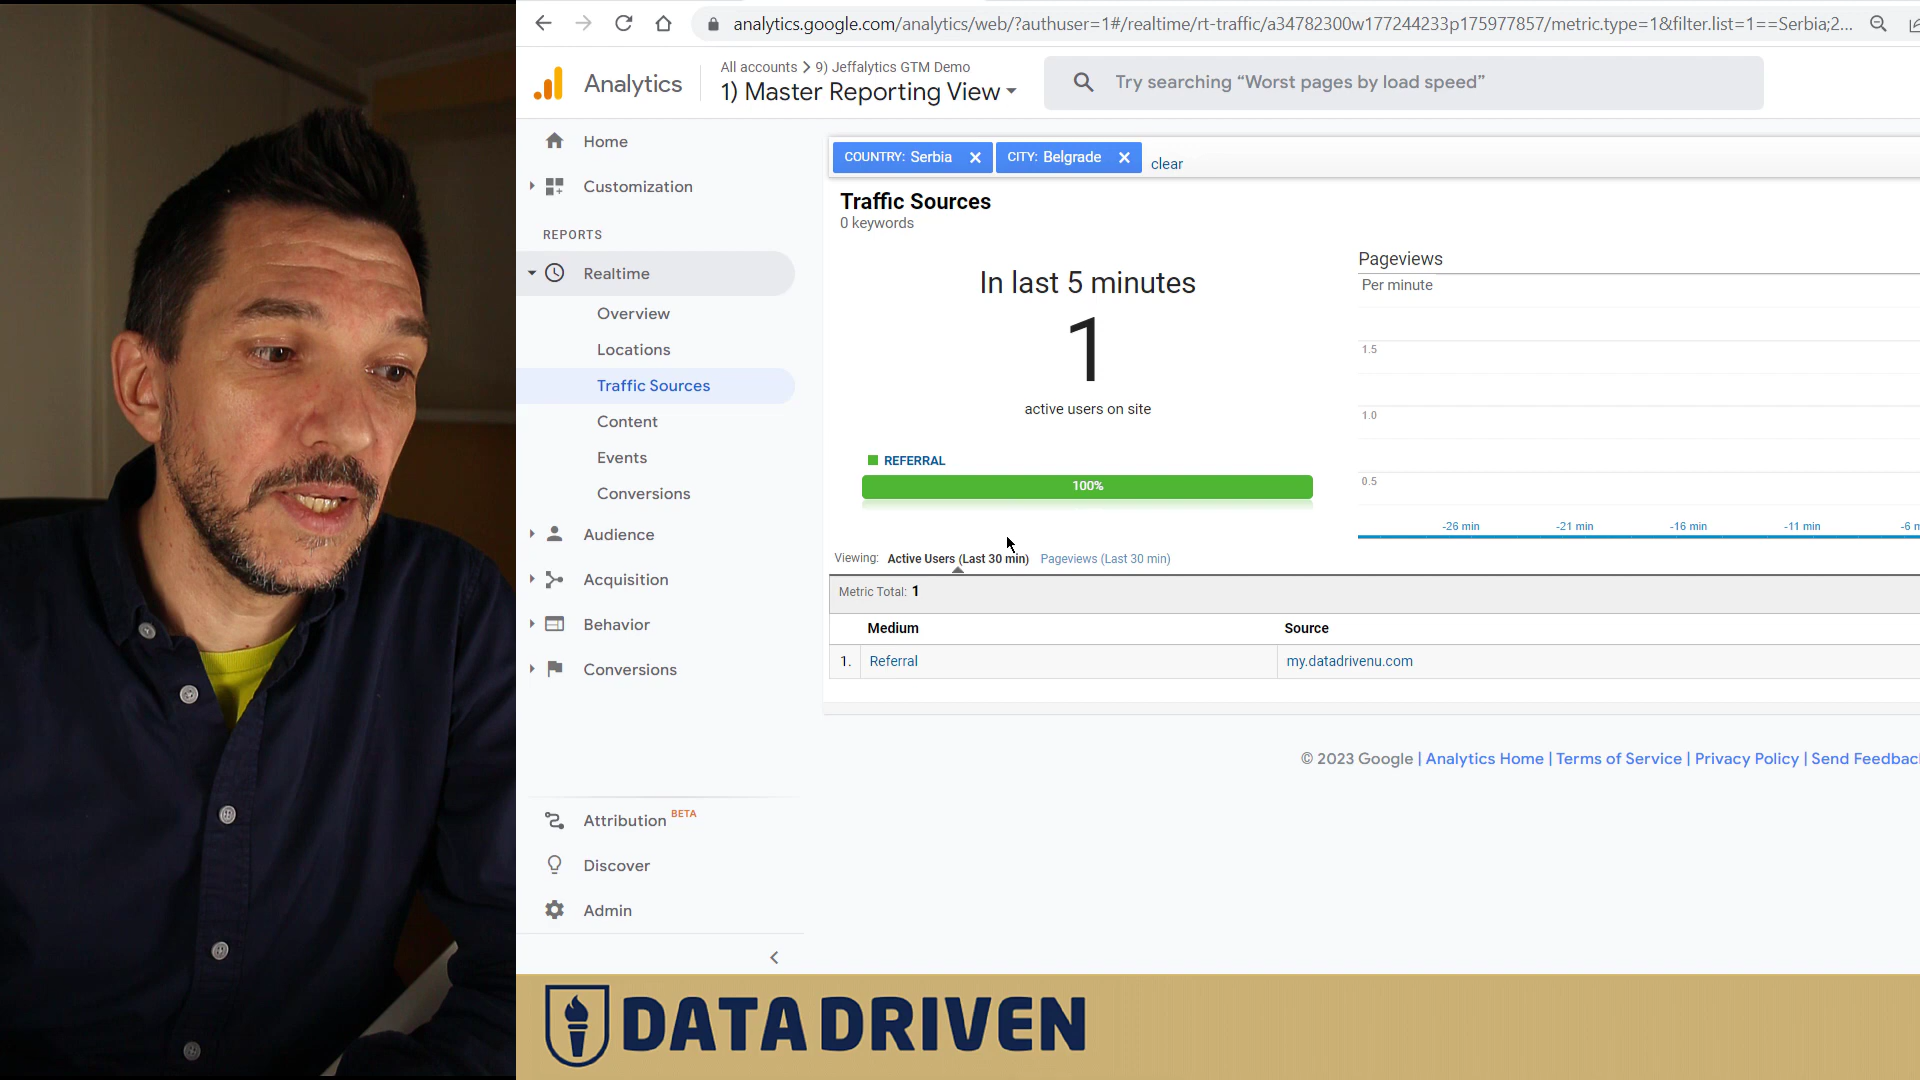 analytics.google.com/analytics/web/?authuser=1#/realtime/rt-traffic/a34782300w177244233p175977857/metric.type=1&filter.list=1==Serbia;2...
Analytics
All accounts > 9) Jeffalytics GTM Demo
1) Master Reporting View
Try searching “Worst pages by load speed”
Home
Customization
REPORTS
Realtime
Overview
Locations
Traffic Sources
Content
Events
Conversions
Audience
Acquisition
Behavior
Conversions
Attribution BETA
Discover
Admin
COUNTRY: Serbia
CITY: Belgrade
clear
Traffic Sources
0 keywords
In last 5 minutes
1
active users on site
REFERRAL
100%
Pageviews
Per minute
1.5
1.0
0.5
-26 min -21 min -16 min -11 min -6 m
Viewing: Active Users (Last 30 min) Pageviews (Last 30 min)
Metric Total: 1
Medium Source
1. Referral my.datadrivenu.com
© 2023 Google | Analytics Home | Terms of Service | Privacy Policy | Send Feedbac
DATA DRIVEN